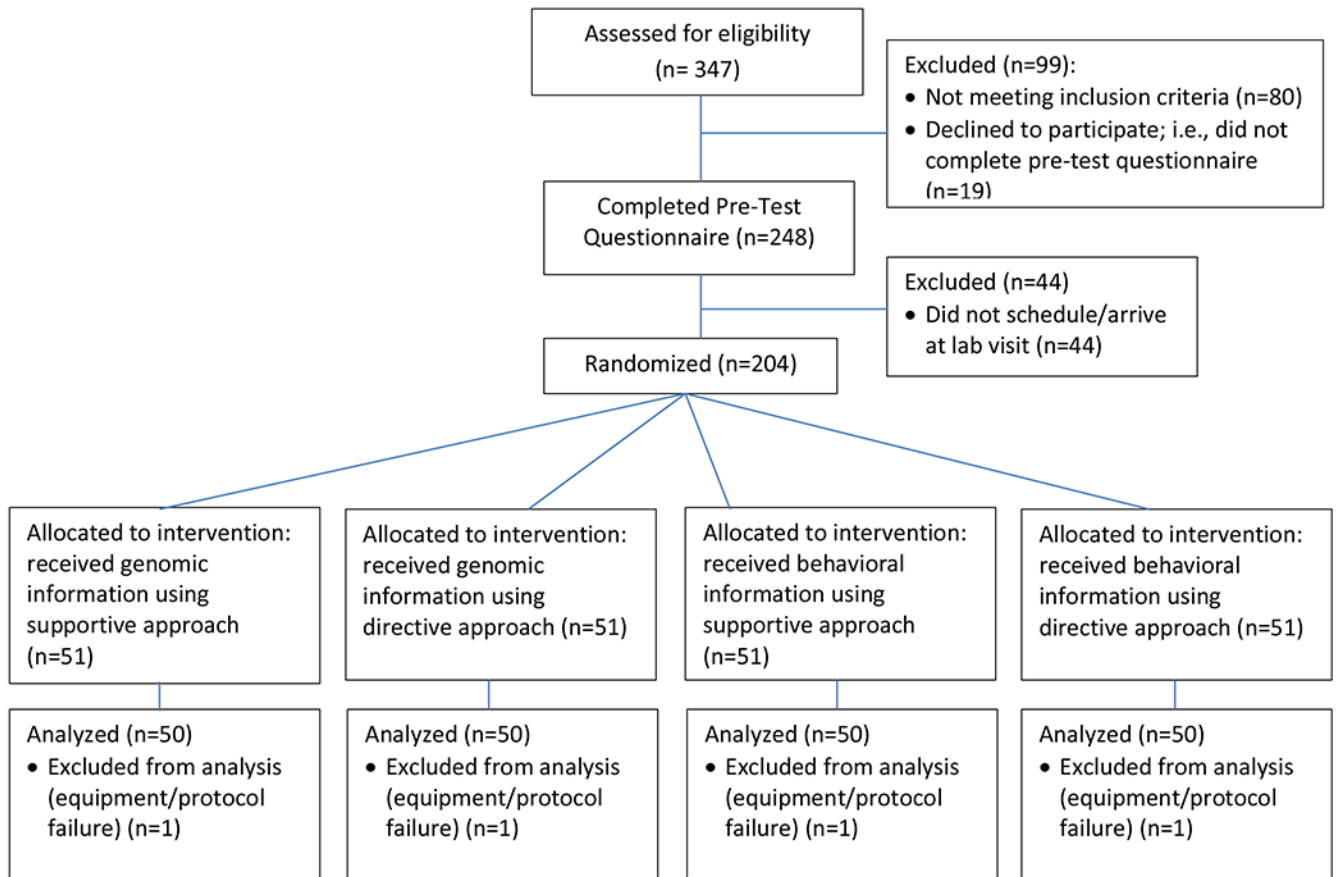 Assessed for eligibility
(n= 347)
Excluded (n=99):
• Not meeting inclusion criteria (n=80)
• Declined to participate; i.e., did not
complete pre-test questionnaire
(n=19)
Completed Pre-Test
Questionnaire (n=248)
Excluded (n=44)
• Did not schedule/arrive
at lab visit (n=44)
Randomized (n=204)
Allocated to intervention:
received genomic
information using
supportive approach
(n=51)
Allocated to intervention:
received genomic
information using
directive approach (n=51)
Allocated to intervention:
received behavioral
information using
supportive approach
(n=51)
Allocated to intervention:
received behavioral
information using
directive approach (n=51)
Analyzed (n=50)
• Excluded from analysis
(equipment/protocol
failure) (n=1)
Analyzed (n=50)
• Excluded from analysis
(equipment/protocol
failure) (n=1)
Analyzed (n=50)
• Excluded from analysis
(equipment/protocol
failure) (n=1)
Analyzed (n=50)
• Excluded from analysis
(equipment/protocol
failure) (n=1)